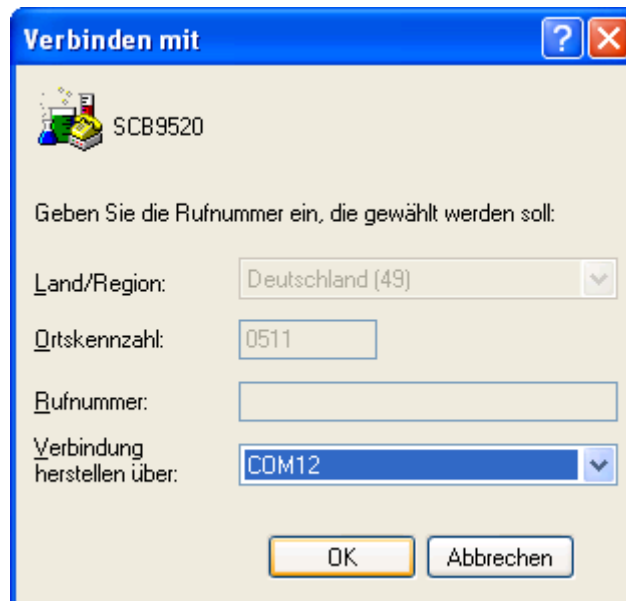 Verbinden mit
SCB9520
Geben Sie die Rufnummer ein, die gewählt werden soll:
Land/Region: Deutschland (49)
Ortskennzahl: 0511
Rufnummer:
Verbindung
herstellen über: COM12
OK Abbrechen